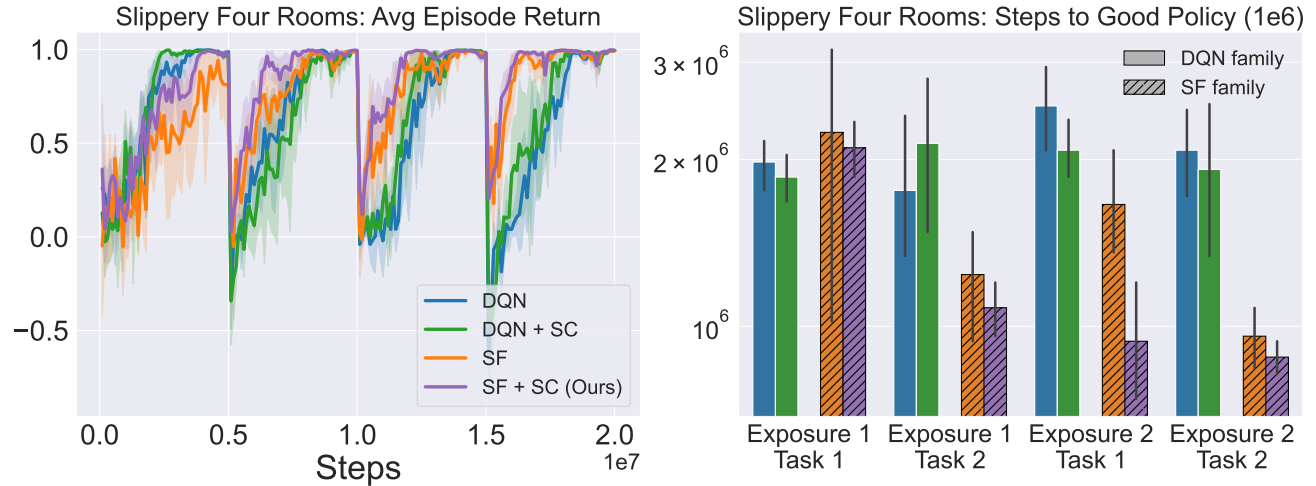 Slippery Four Rooms: Avg Episode Return
1.0
0.5
0.0
−0.5
DQN
DQN + SC
SF
SF + SC (Ours)
0.0 0.5 1.0 1.5 2.0
1e7
Steps
Slippery Four Rooms: Steps to Good Policy (1e6)
3 × 10⁶
2 × 10⁶
10⁶
DQN family
SF family
Exposure 1 Exposure 1 Exposure 2 Exposure 2
Task 1 Task 2 Task 1 Task 2